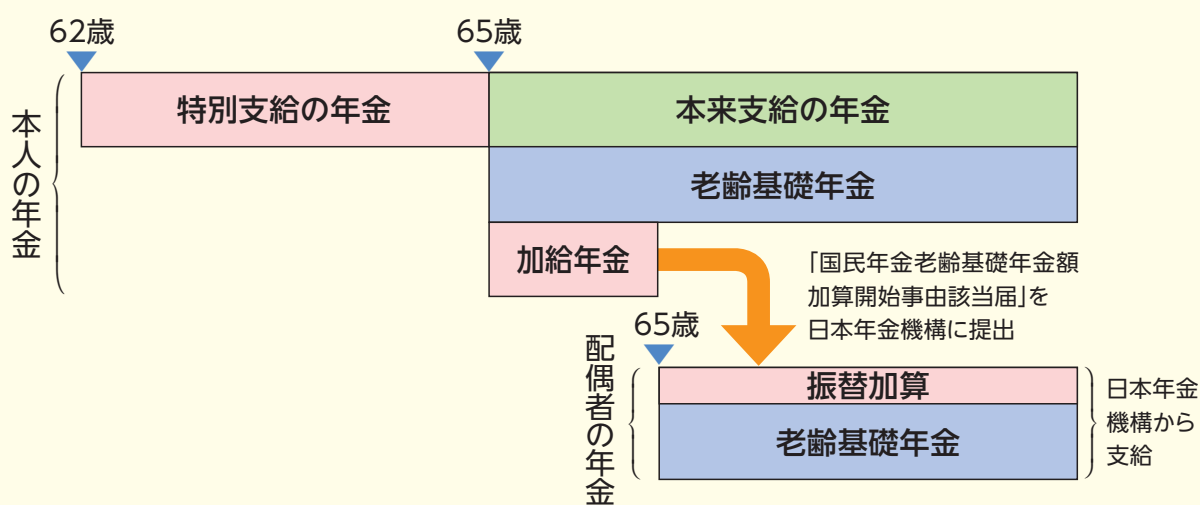 62歳
65歳
本人の年金
特別支給の年金
本来支給の年金
老齢基礎年金
加給年金
「国民年金老齢基礎年金額
加算開始事由該当届」を
日本年金機構に提出
65歳
配偶者の年金
振替加算
老齢基礎年金
日本年金
機構から
支給